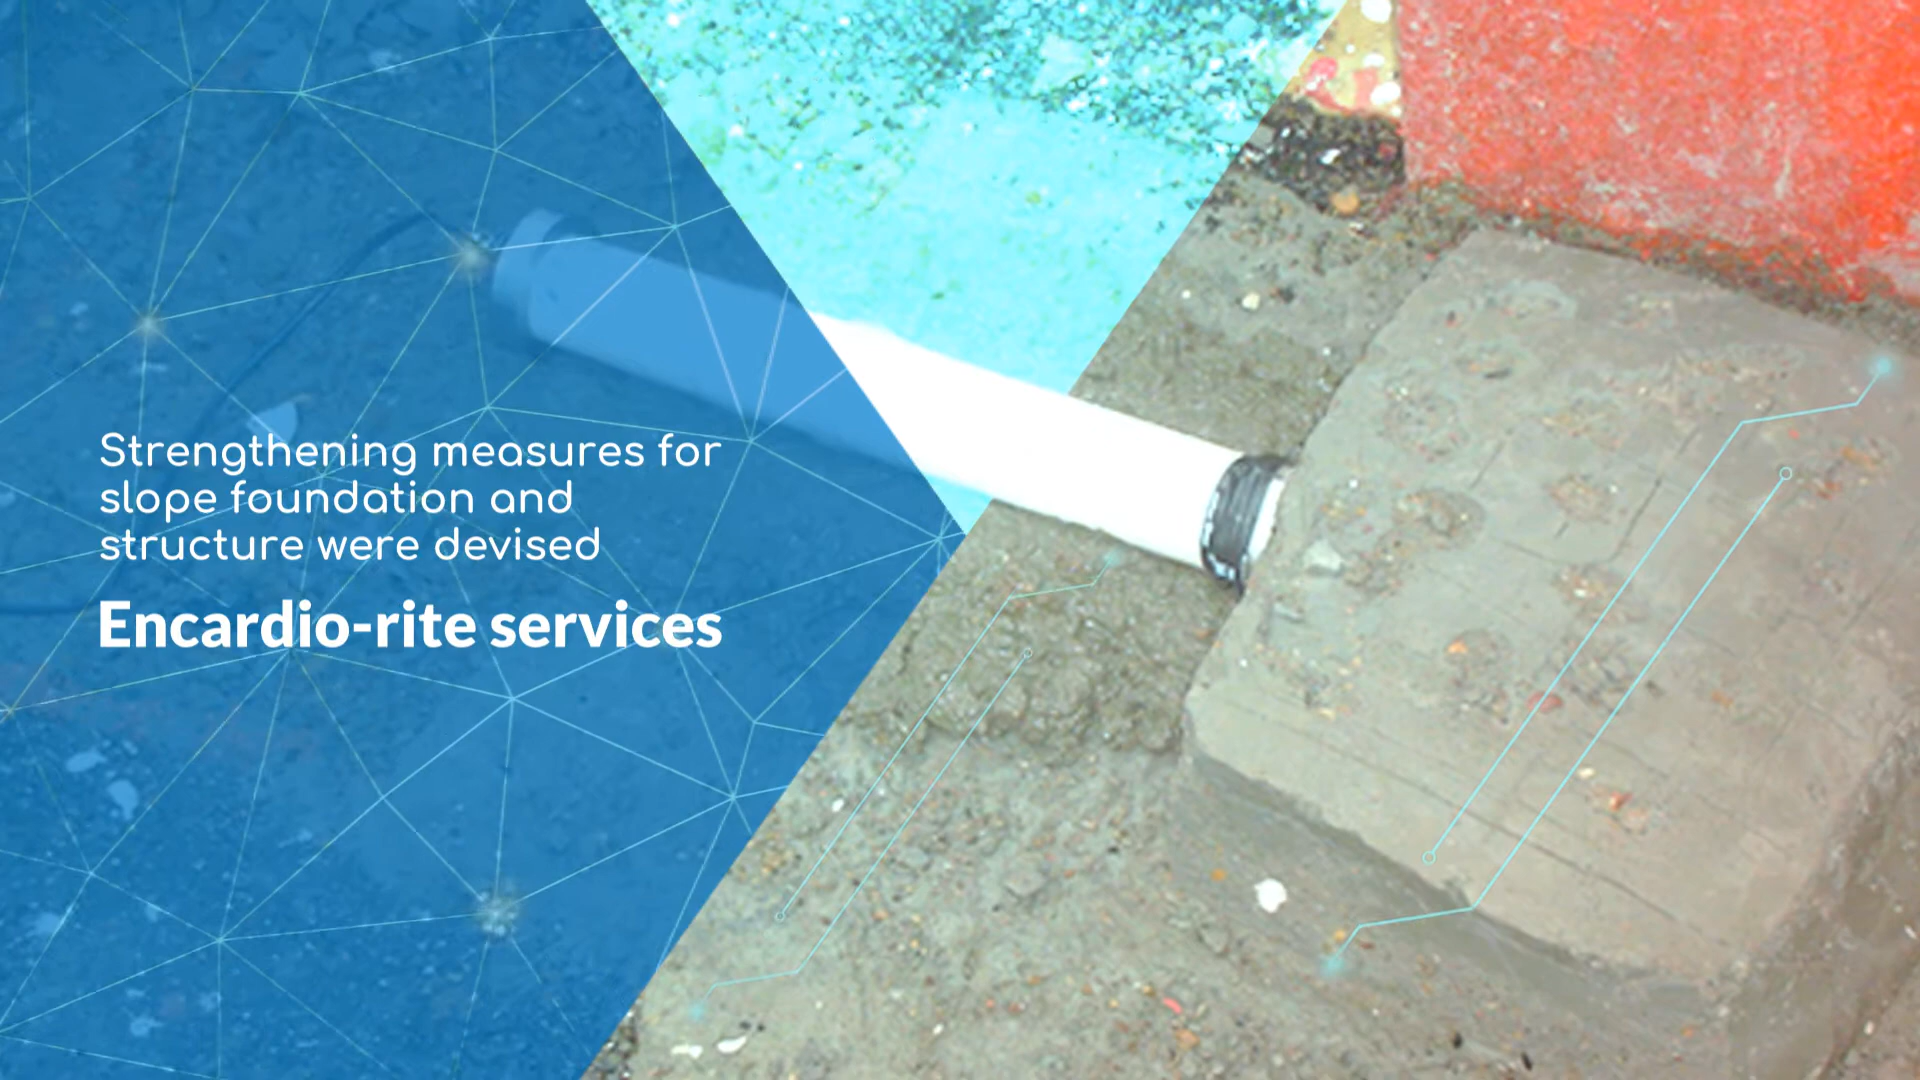 Strengthening measures for
slope foundation and
structure were devised
Encardio-rite services